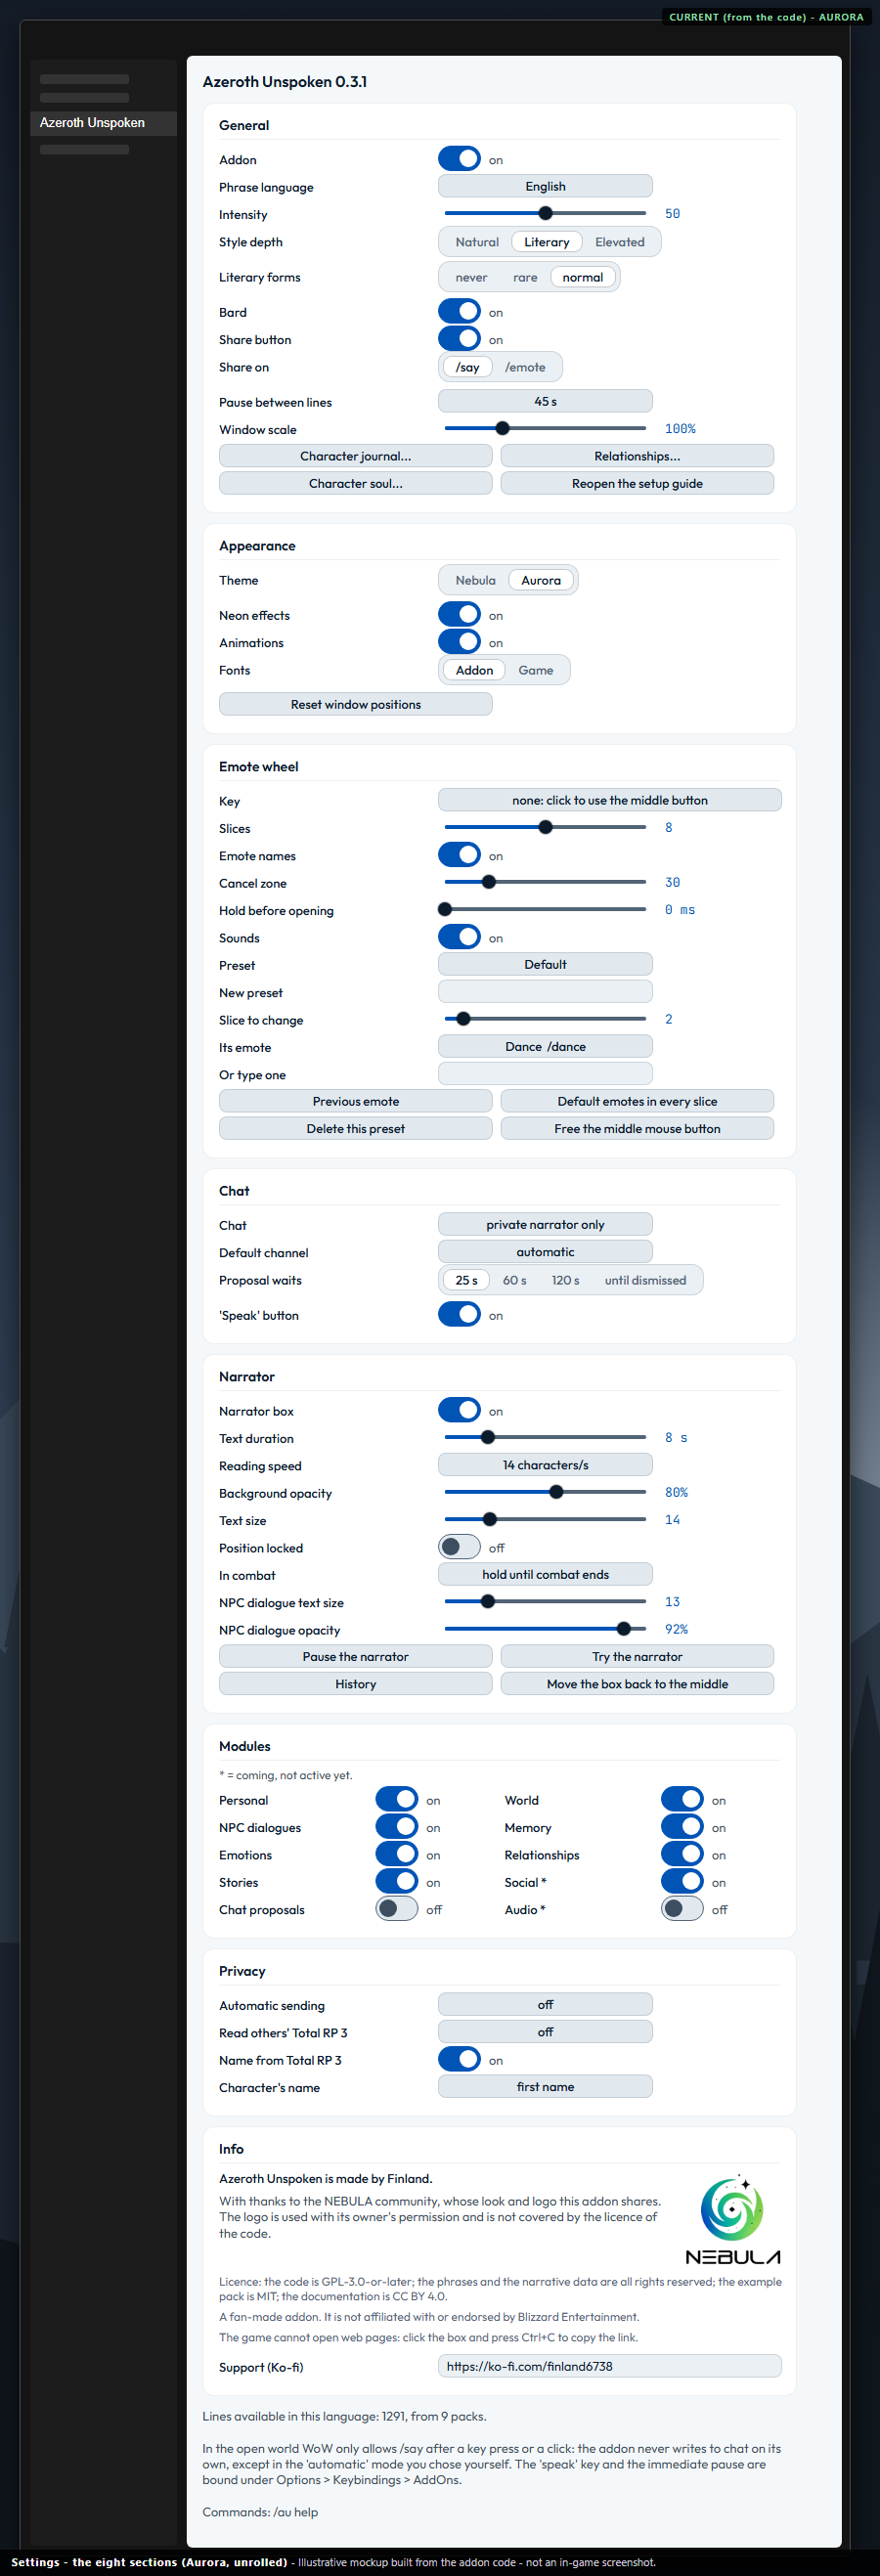 CURRENT (from the code) - AURORA
Azeroth Unspoken 0.3.1
Azeroth Unspoken
General
Addon on
Phrase language English
Intensity 50
Style depth Natural Literary Elevated
Literary forms never rare normal
Bard on
Share button on
Share on /say /emote
Pause between lines 45 s
Window scale 100%
Character journal... Relationships...
Character soul... Reopen the setup guide
Appearance
Theme Nebula Aurora
Neon effects on
Animations on
Fonts Addon Game
Reset window positions
Emote wheel
Key none: click to use the middle button
Slices 8
Emote names on
Cancel zone 30
Hold before opening 0 ms
Sounds on
Preset Default
New preset
Slice to change 2
Its emote Dance /dance
Or type one
Previous emote Default emotes in every slice
Delete this preset Free the middle mouse button
Chat
Chat private narrator only
Default channel automatic
Proposal waits 25 s 60 s 120 s until dismissed
'Speak' button on
Narrator
Narrator box on
Text duration 8 s
Reading speed 14 characters/s
Background opacity 80%
Text size 14
Position locked off
In combat hold until combat ends
NPC dialogue text size 13
NPC dialogue opacity 92%
Pause the narrator Try the narrator
History Move the box back to the middle
Modules
* = coming, not active yet.
Personal on World on
NPC dialogues on Memory on
Emotions on Relationships on
Stories on Social * on
Chat proposals off Audio * off
Privacy
Automatic sending off
Read others' Total RP 3 off
Name from Total RP 3 on
Character's name first name
Info
Azeroth Unspoken is made by Finland.
With thanks to the NEBULA community, whose look and logo this addon shares.
The logo is used with its owner's permission and is not covered by the licence of
the code.
NEBULA
Licence: the code is GPL-3.0-or-later; the phrases and the narrative data are all rights reserved; the example
pack is MIT; the documentation is CC BY 4.0.
A fan-made addon. It is not affiliated with or endorsed by Blizzard Entertainment.
The game cannot open web pages: click the box and press Ctrl+C to copy the link.
Support (Ko-fi) https://ko-fi.com/finland6738
Lines available in this language: 1291, from 9 packs.
In the open world WoW only allows /say after a key press or a click: the addon never writes to chat on its
own, except in the 'automatic' mode you chose yourself. The 'speak' key and the immediate pause are
bound under Options > Keybindings > AddOns.
Commands: /au help
Settings - the eight sections (Aurora, unrolled) - Illustrative mockup built from the addon code - not an in-game screenshot.